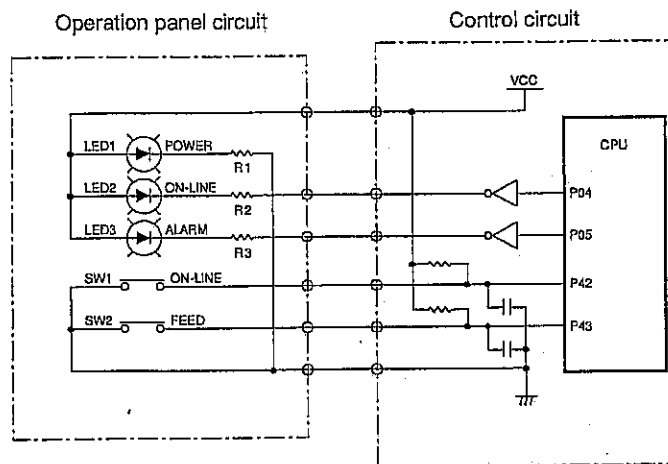 Operation panel circuit
Control circuit
VCC
LED1
POWER
R1
CPU
LED2
ON-LINE
R2
P04
LED3
ALARM
R3
P05
SW1
ON-LINE
P42
SW2
FEED
P43